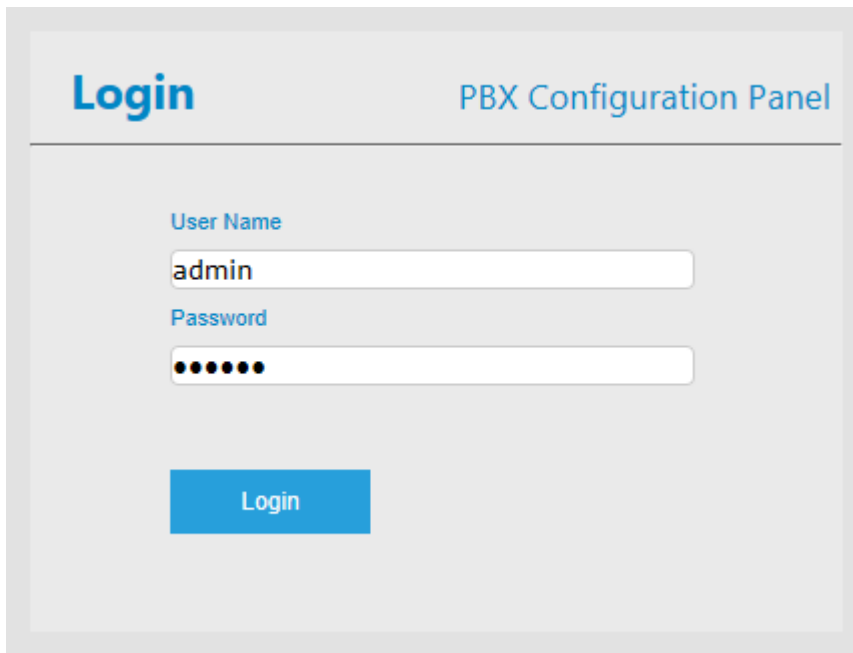 Login PBX Configuration Panel
User Name
admin
Password
••••••
Login